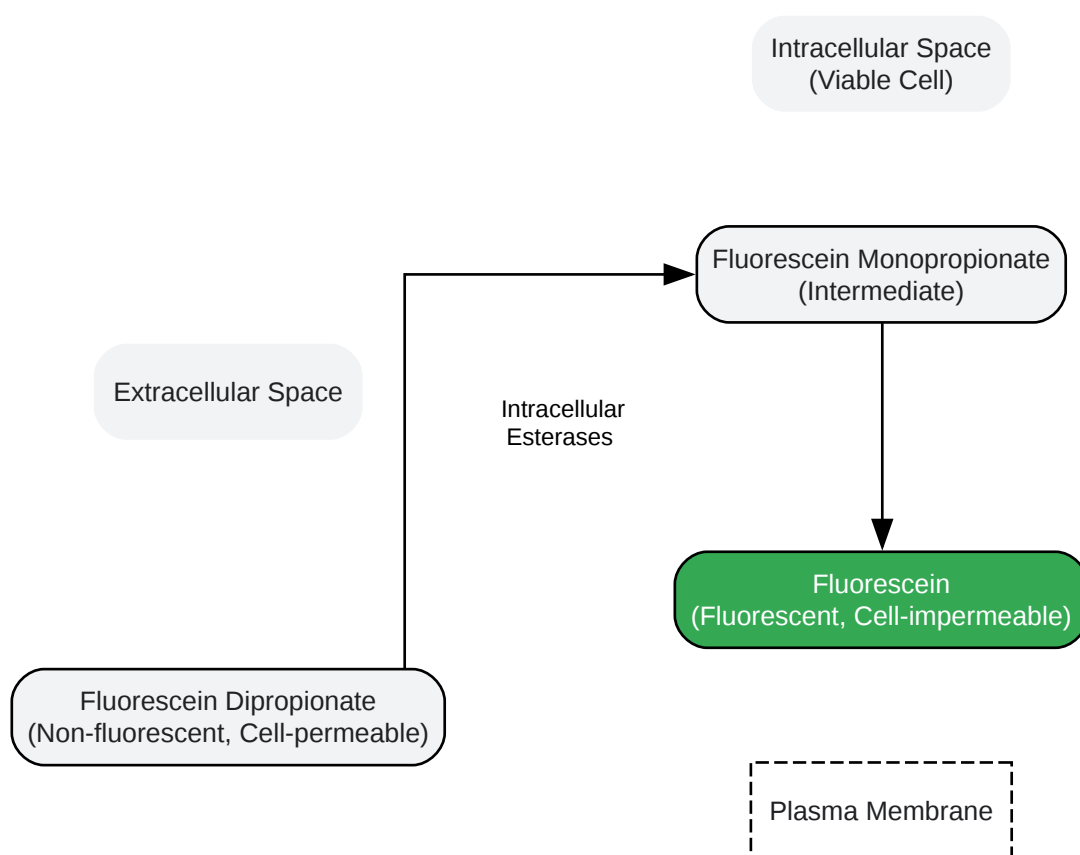 Intracellular Space
(Viable Cell)
Fluorescein Monopropionate
(Intermediate)
Extracellular Space
Intracellular
Esterases
Fluorescein
(Fluorescent, Cell-impermeable)
Fluorescein Dipropionate
(Non-fluorescent, Cell-permeable)
Plasma Membrane